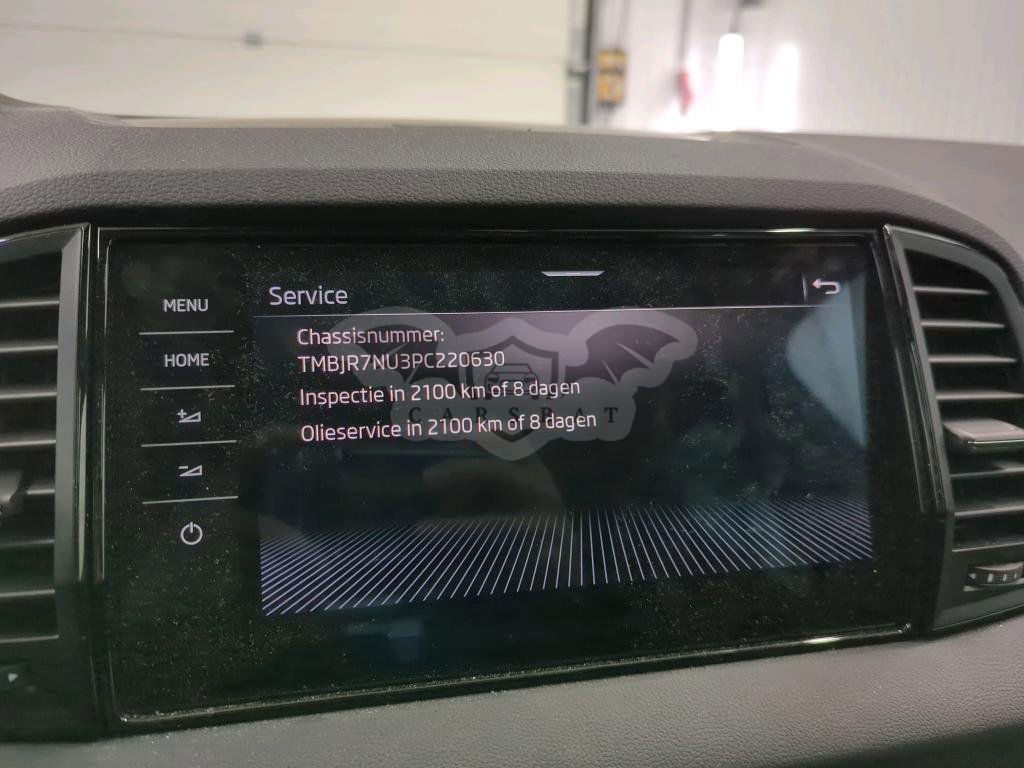 Service
MENU
HOME
Chassisnummer:
TMBJR7NU3PC220630
Inspectie in 2100 km of 8 dagen
Olieservice in 2100 km of 8 dagen
CARSBAT